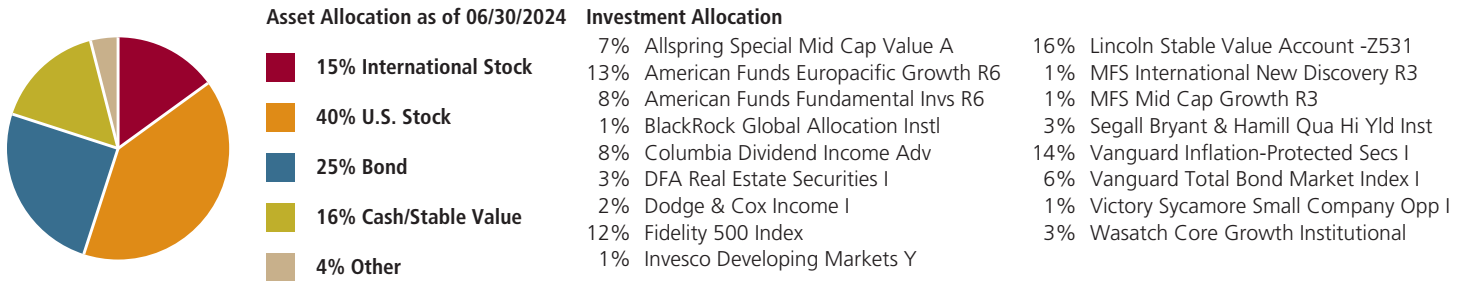 Asset Allocation as of 06/30/2024
15% International Stock
40% U.S. Stock
25% Bond
16% Cash/Stable Value
4% Other
Investment Allocation
7% Allspring Special Mid Cap Value A
13% American Funds Europacific Growth R6
8% American Funds Fundamental Invs R6
1% BlackRock Global Allocation Instl
8% Columbia Dividend Income Adv
3% DFA Real Estate Securities I
2% Dodge & Cox Income I
12% Fidelity 500 Index
1% Invesco Developing Markets Y
16% Lincoln Stable Value Account -Z531
1% MFS International New Discovery R3
1% MFS Mid Cap Growth R3
3% Segall Bryant & Hamill Qua Hi Yld Inst
14% Vanguard Inflation-Protected Secs I
6% Vanguard Total Bond Market Index I
1% Victory Sycamore Small Company Opp I
3% Wasatch Core Growth Institutional